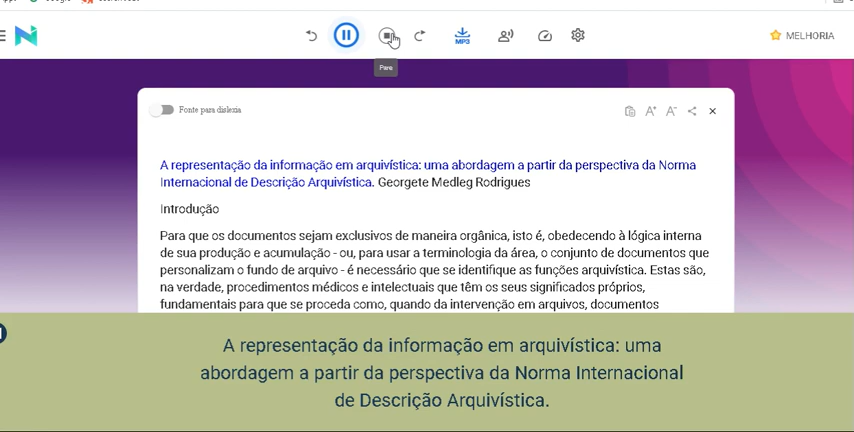 MP3
MELHORIA
Pare
Fonte para dislexia
A+ A-
A representação da informação em arquivística: uma abordagem a partir da perspectiva da Norma
Internacional de Descrição Arquivística. Georgete Medleg Rodrigues
Introdução
Para que os documentos sejam exclusivos de maneira orgânica, isto é, obedecendo à lógica interna
de sua produção e acumulação - ou, para usar a terminologia da área, o conjunto de documentos que
personalizam o fundo de arquivo - é necessário que se identifique as funções arquivística. Estas são,
na verdade, procedimentos médicos e intelectuais que têm os seus significados próprios,
fundamentais para que se proceda como, quando da intervenção em arquivos, documentos
A representação da informação em arquivística: uma
abordagem a partir da perspectiva da Norma Internacional
de Descrição Arquivística.